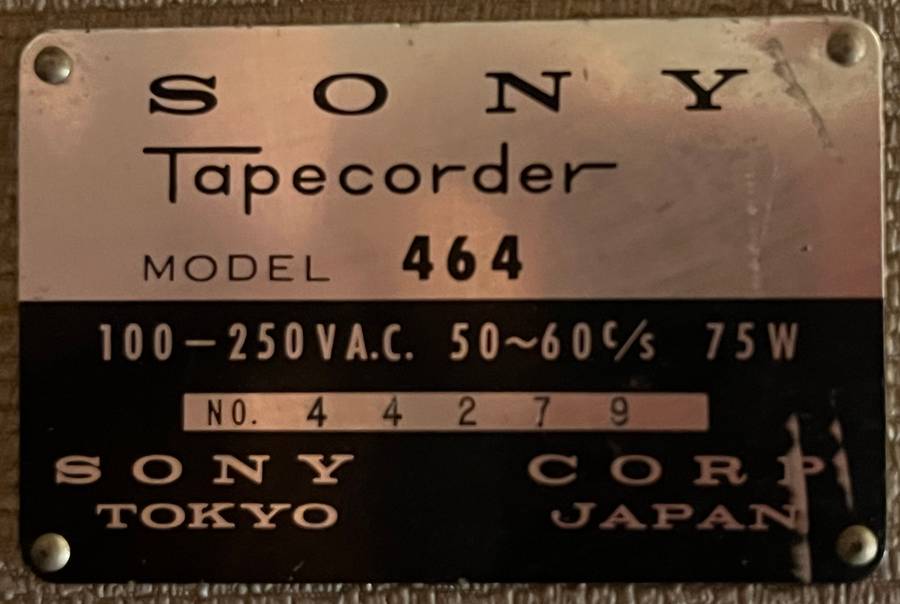 SONY
Tapecorder
MODEL 464
100-250VA.C. 50~60C/s 75W
NO. 44279
SONY CORP.
TOKYO JAPAN